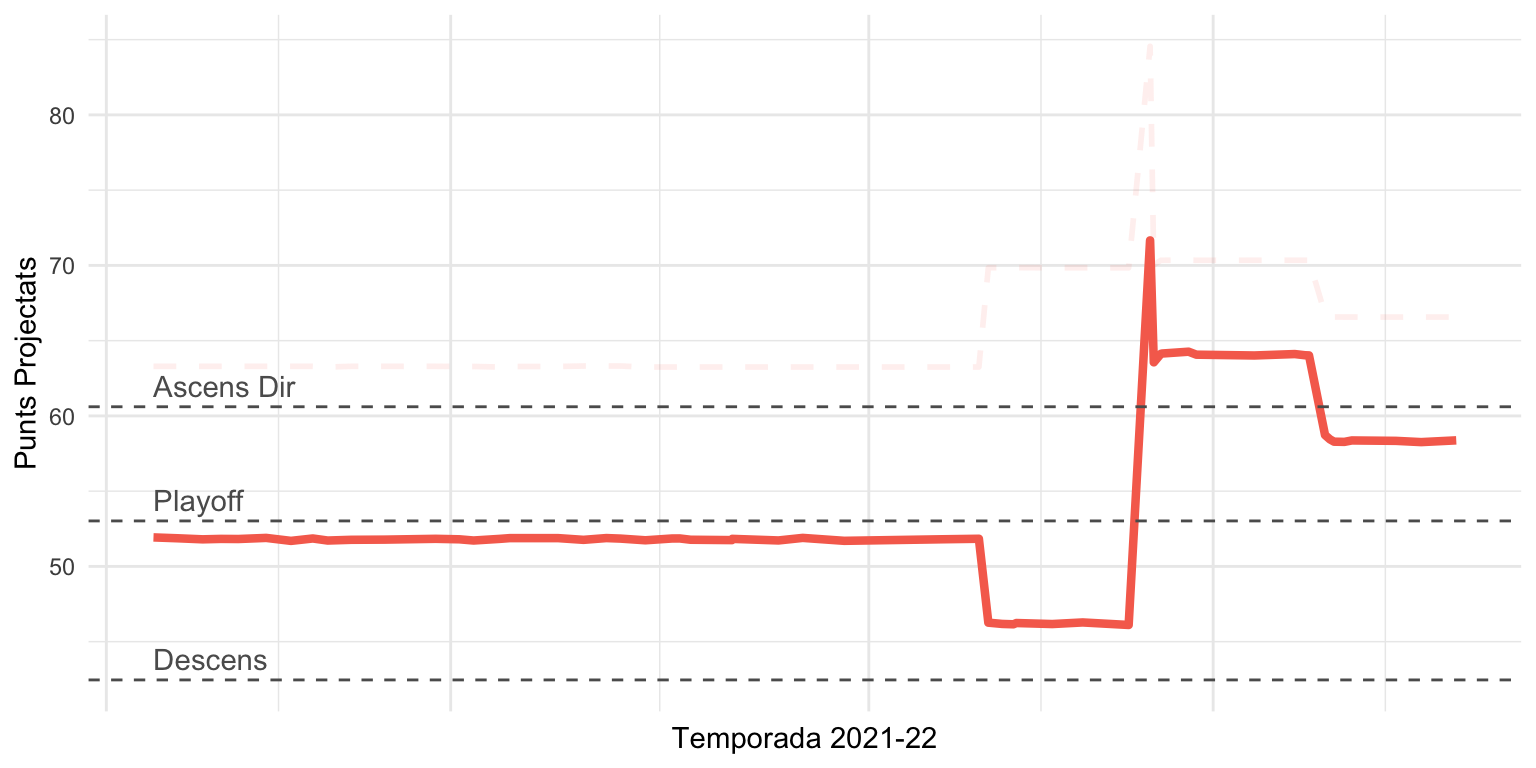 80
70
60
50
Punts Projectats
Ascens Dir
Playoff
Descens
Temporada 2021-22